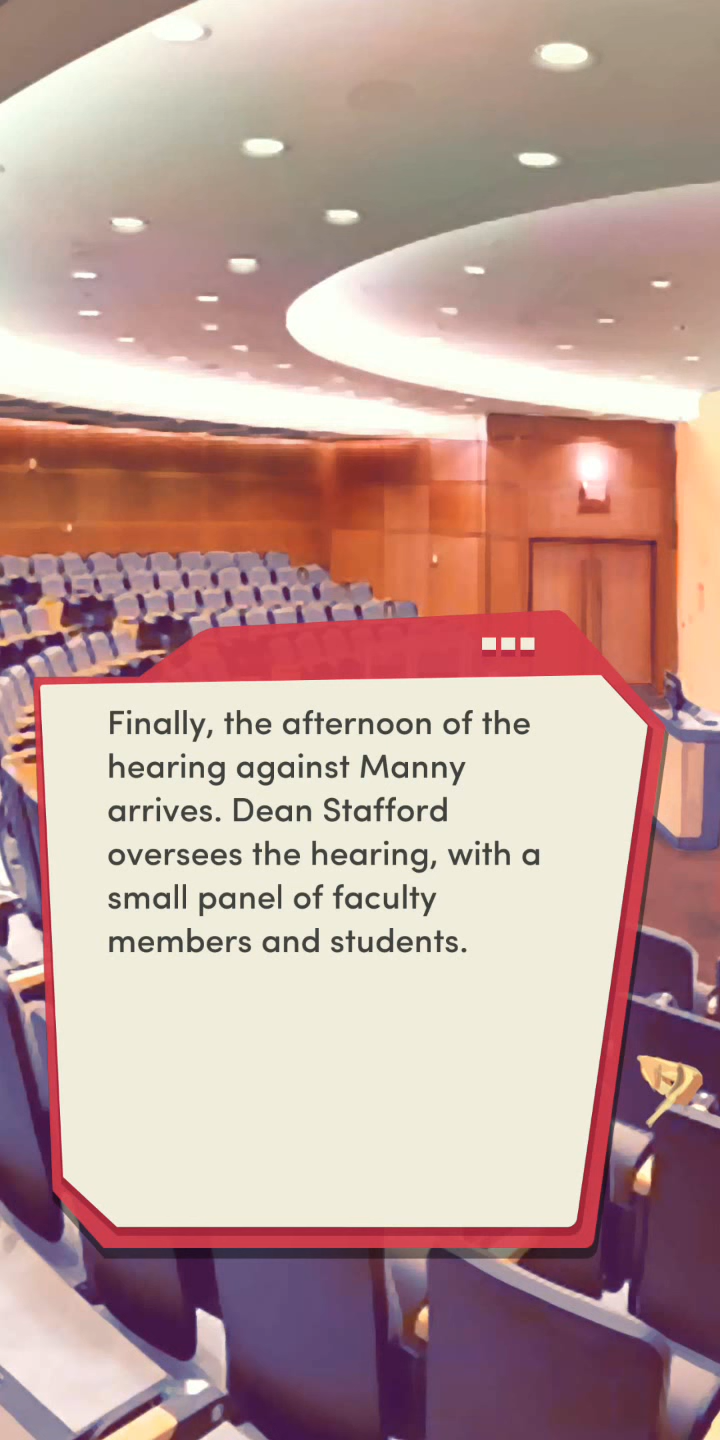 Finally, the afternoon of the
hearing against Manny
arrives. Dean Stafford
oversees the hearing, with a
small panel of faculty
members and students.